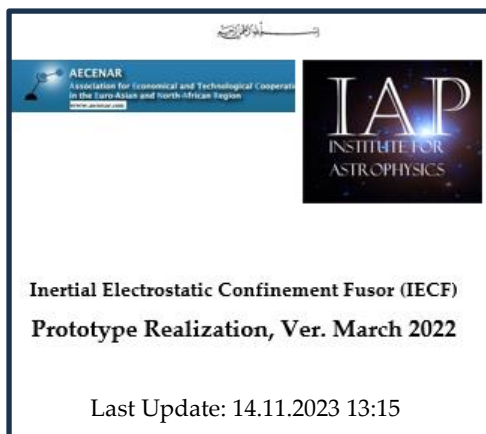 AECENAR
Association for Economical and Technological Cooperati
in the Euro-Asian and North-African Region
www.aecenar.com
IAP
INSTITUTE FOR
ASTROPHYSICS
Inertial Electrostatic Confinement Fusor (IECF)
Prototype Realization, Ver. March 2022
Last Update: 14.11.2023 13:15